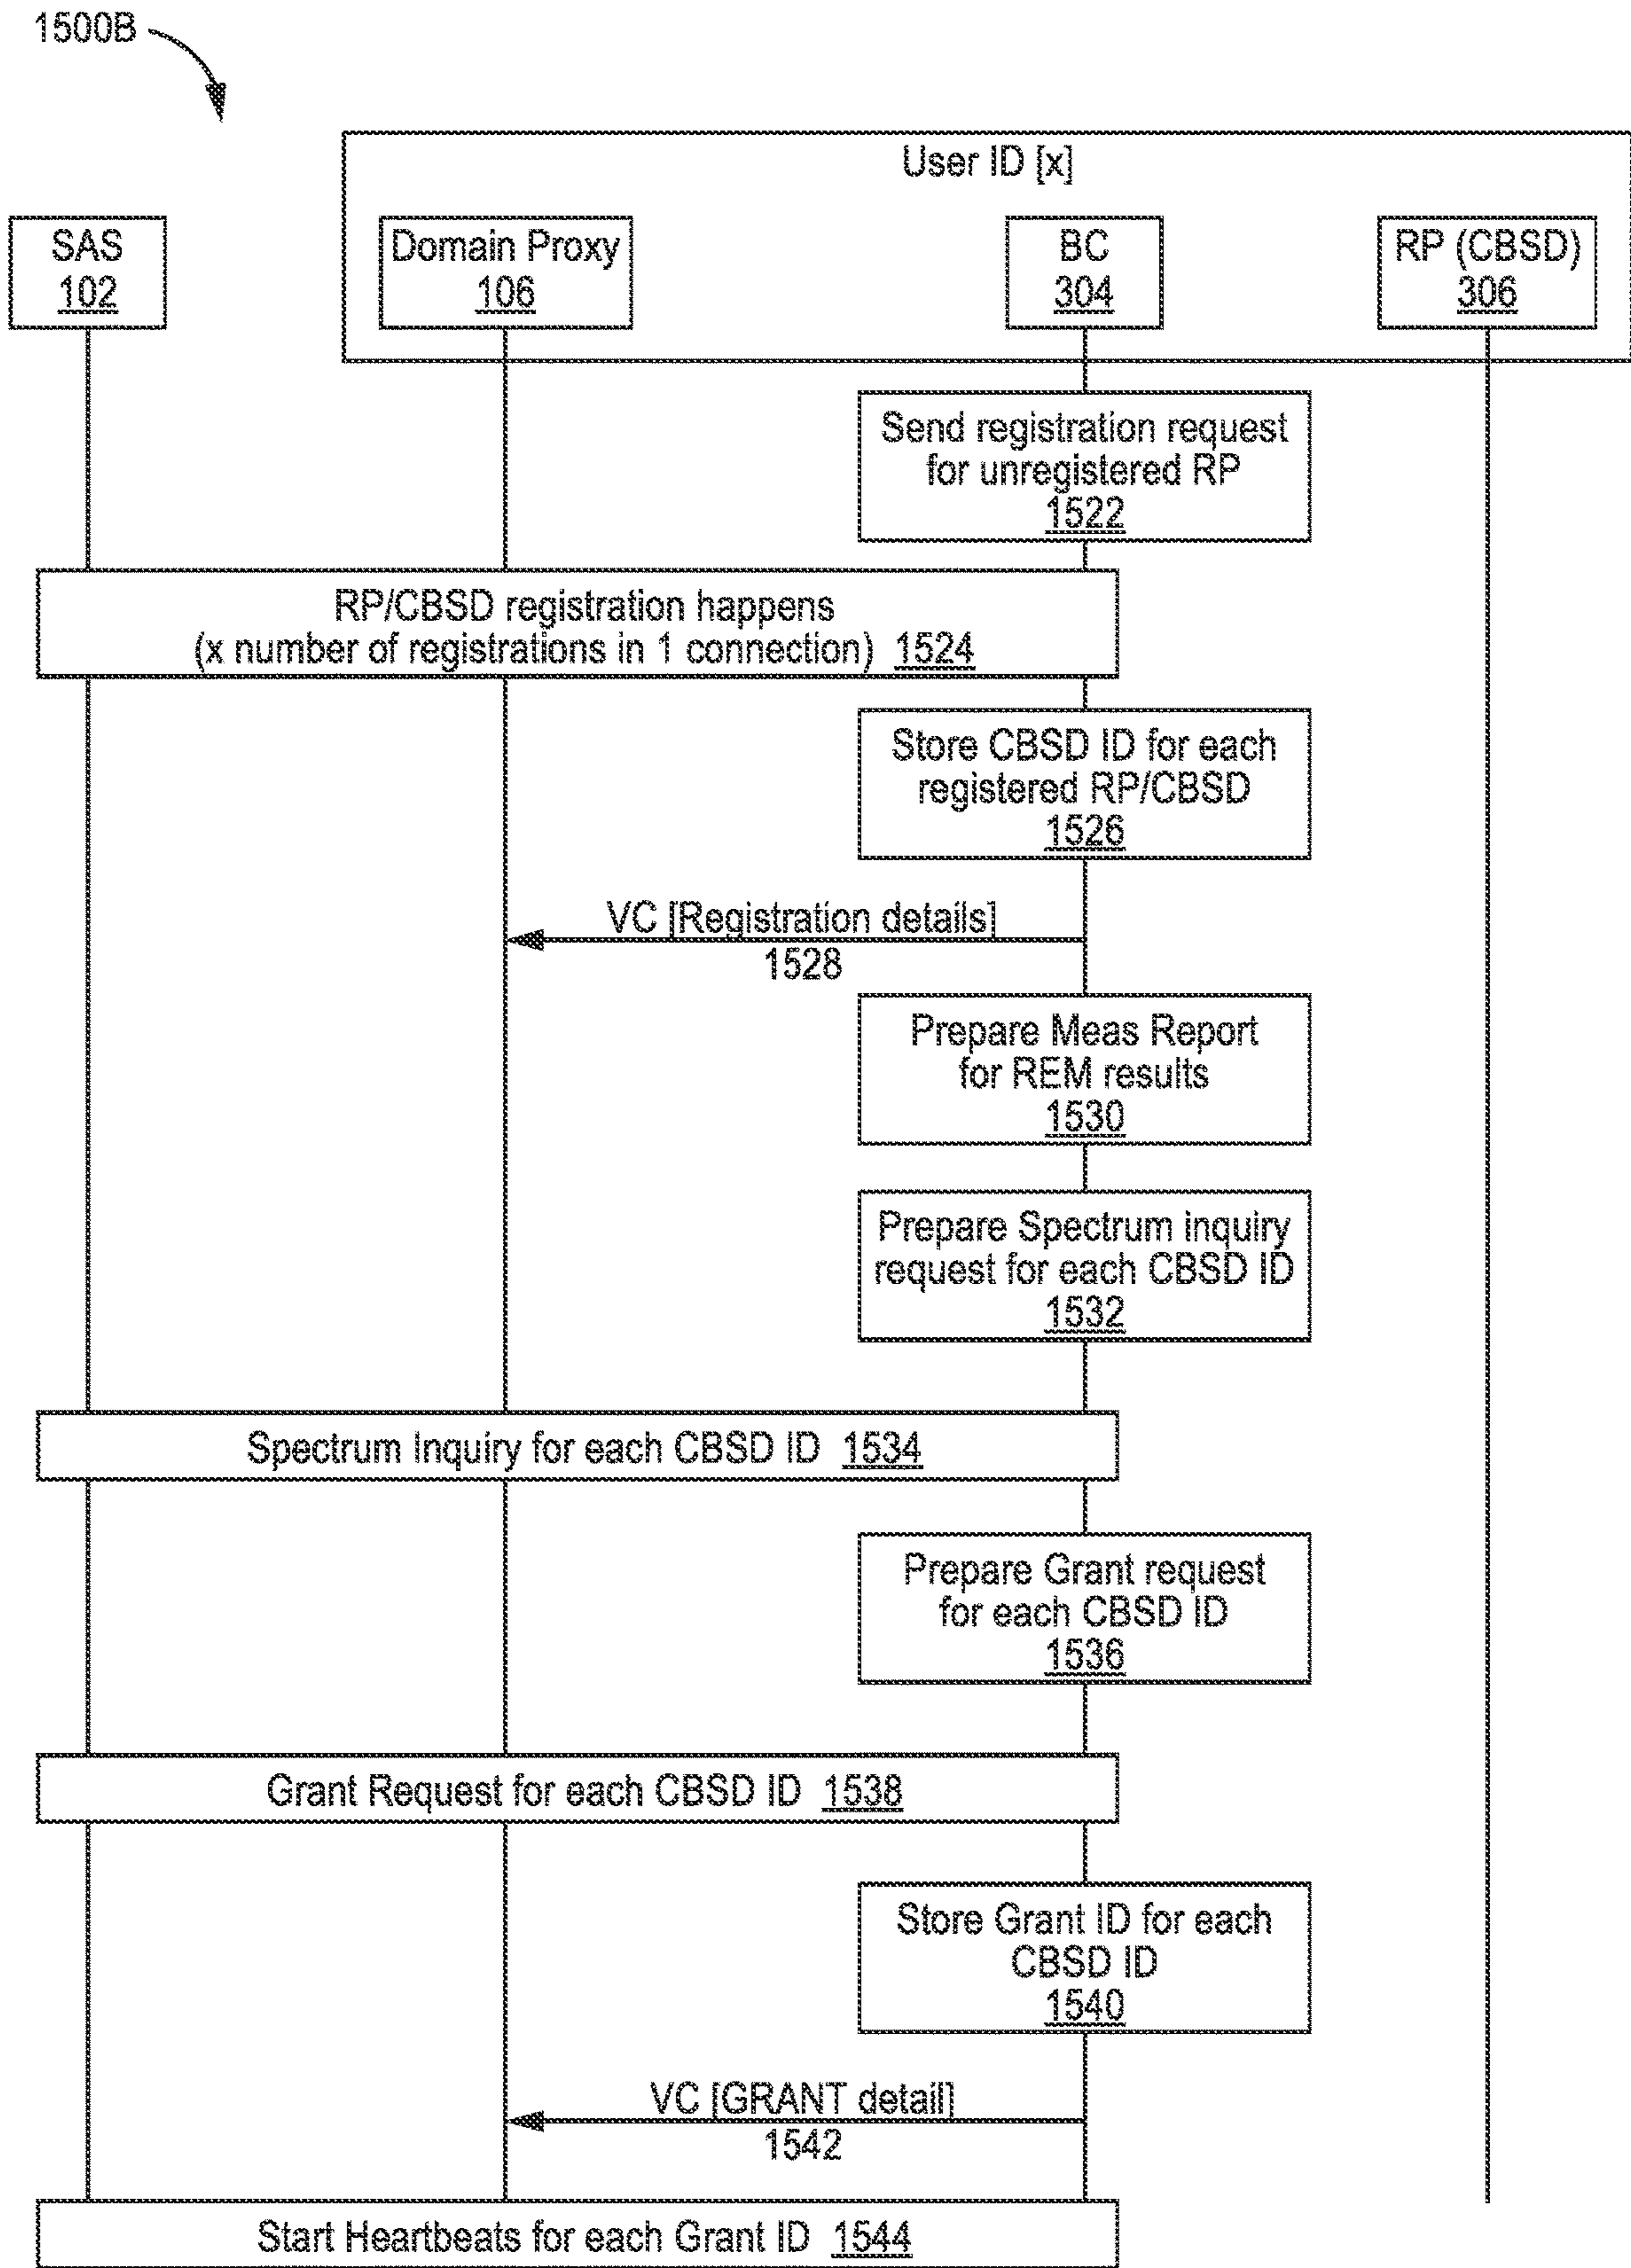 1500B
User ID [x]
SAS
102
Domain Proxy
106
BC
304
RP (CBSD)
306
Send registration request
for unregistered RP
1522
RP/CBSD registration happens
(x number of registrations in 1 connection) 1524
Store CBSD ID for each
registered RP/CBSD
1526
VC [Registration details]
1528
Prepare Meas Report
for REM results
1530
Prepare Spectrum inquiry
request for each CBSD ID
1532
Spectrum Inquiry for each CBSD ID 1534
Prepare Grant request
for each CBSD ID
1536
Grant Request for each CBSD ID 1538
Store Grant ID for each
CBSD ID
1540
VC [GRANT detail]
1542
Start Heartbeats for each Grant ID 1544